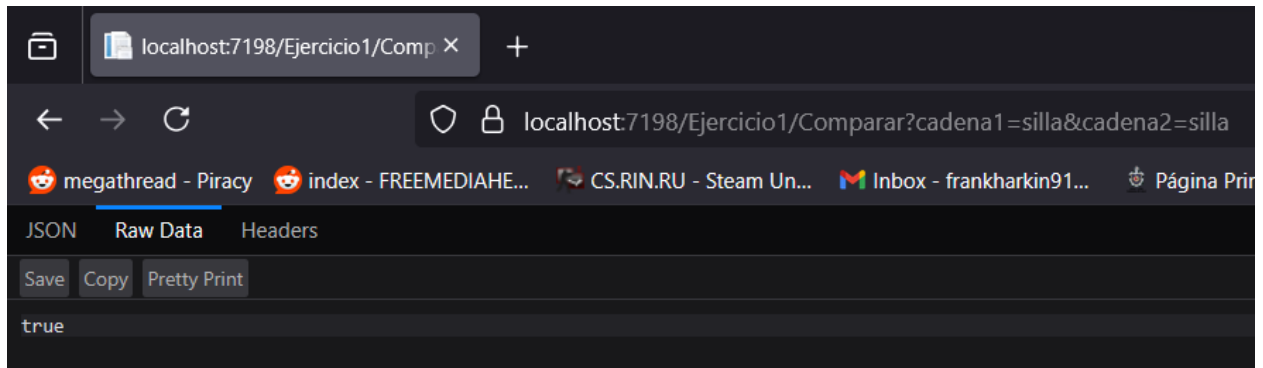 localhost:7198/Ejercicio1/Comp
localhost:7198/Ejercicio1/Comparar?cadena1=silla&cadena2=silla
megathread - Piracy index - FREEMEDIAHE... CS.RIN.RU - Steam Un... Inbox - frankharkin91... Página Prin
JSON Raw Data Headers
Save Copy Pretty Print
true